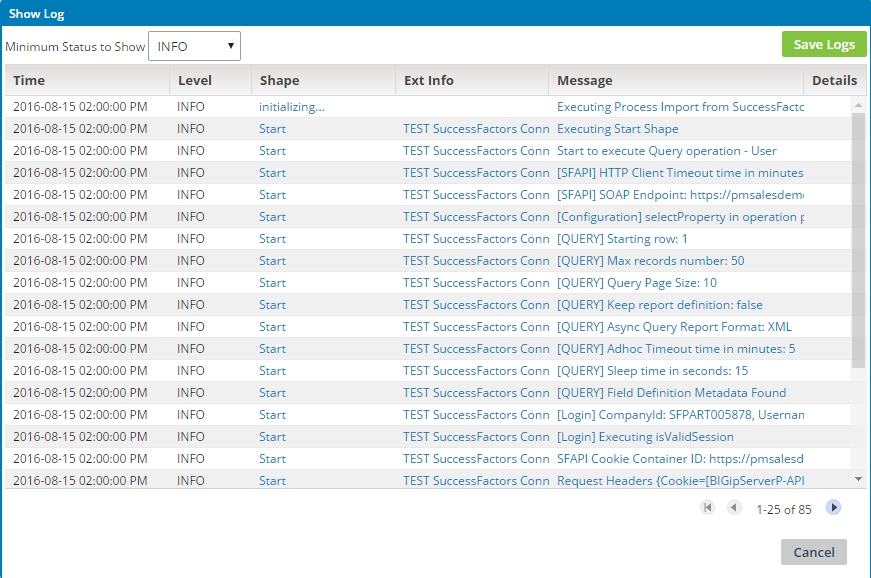 Show Log
Minimum Status to Show INFO Save Logs
Time Level Shape Ext Info Message Details
2016-08-15 02:00:00 PM INFO initializing... Executing Process Import from SuccessFacto
2016-08-15 02:00:00 PM INFO Start TEST SuccessFactors Conn Executing Start Shape
2016-08-15 02:00:00 PM INFO Start Start to execute Query operation - User
2016-08-15 02:00:00 PM INFO Start TEST SuccessFactors Conn [SFAPI] HTTP Client Timeout time in minutes
2016-08-15 02:00:00 PM INFO Start TEST SuccessFactors Conn [SFAPI] SOAP Endpoint: https://pmsalesdem
2016-08-15 02:00:00 PM INFO Start TEST SuccessFactors Conn [Configuration] selectProperty in operation p
2016-08-15 02:00:00 PM INFO Start TEST SuccessFactors Conn [QUERY] Starting row: 1
2016-08-15 02:00:00 PM INFO Start TEST SuccessFactors Conn [QUERY] Max records number: 50
2016-08-15 02:00:00 PM INFO Start TEST SuccessFactors Conn [QUERY] Query Page Size: 10
2016-08-15 02:00:00 PM INFO Start TEST SuccessFactors Conn [QUERY] Keep report definition: false
2016-08-15 02:00:00 PM INFO Start TEST SuccessFactors Conn [QUERY] Async Query Report Format: XML
2016-08-15 02:00:00 PM INFO Start TEST SuccessFactors Conn [QUERY] Adhoc Timeout time in minutes: 5
2016-08-15 02:00:00 PM INFO Start TEST SuccessFactors Conn [QUERY] Sleep time in seconds: 15
2016-08-15 02:00:00 PM INFO Start TEST SuccessFactors Conn [QUERY] Field Definition Metadata Found
2016-08-15 02:00:00 PM INFO Start TEST SuccessFactors Conn [Login] CompanyId: SFPART005878, Usernan
2016-08-15 02:00:00 PM INFO Start TEST SuccessFactors Conn [Login] Executing isValidSession
2016-08-15 02:00:00 PM INFO Start TEST SuccessFactors Conn SFAPI Cookie Container ID: https://pmsalesd
2016-08-15 02:00:00 PM INFO Start TEST SuccessFactors Conn Request Headers {Cookie=[BIGipServerP-API
1-25 of 85
Cancel